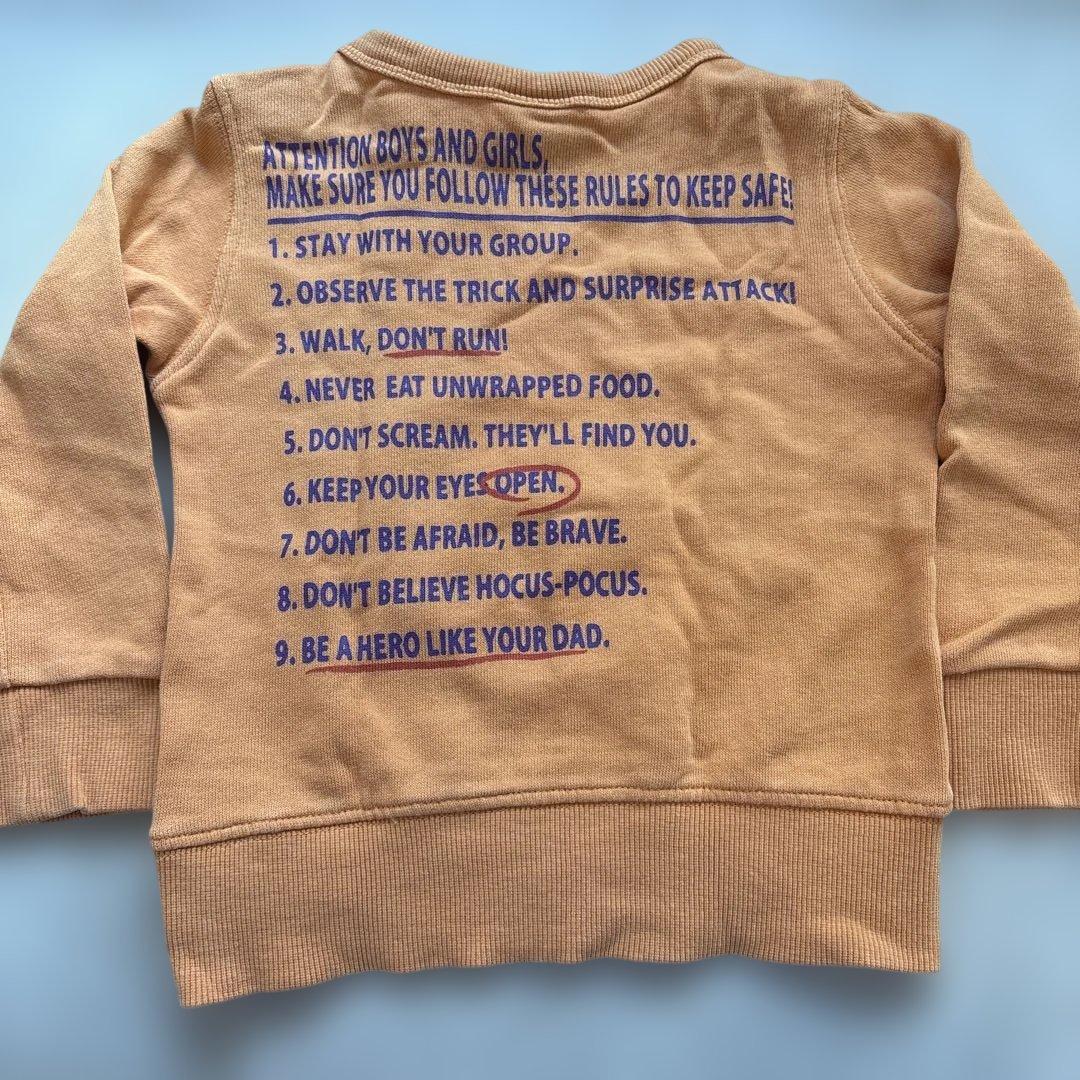 ATTENTION BOYS AND GIRLS,
MAKE SURE YOU FOLLOW THESE RULES TO KEEP SAFE!
1. STAY WITH YOUR GROUP.
2. OBSERVE THE TRICK AND SURPRISE ATTACK!
3. WALK, DON'T RUN!
4. NEVER EAT UNWRAPPED FOOD.
5. DON'T SCREAM. THEY'LL FIND YOU.
6. KEEP YOUR EYES OPEN.
7. DON'T BE AFRAID, BE BRAVE.
8. DON'T BELIEVE HOCUS-POCUS.
9. BE A HERO LIKE YOUR DAD.